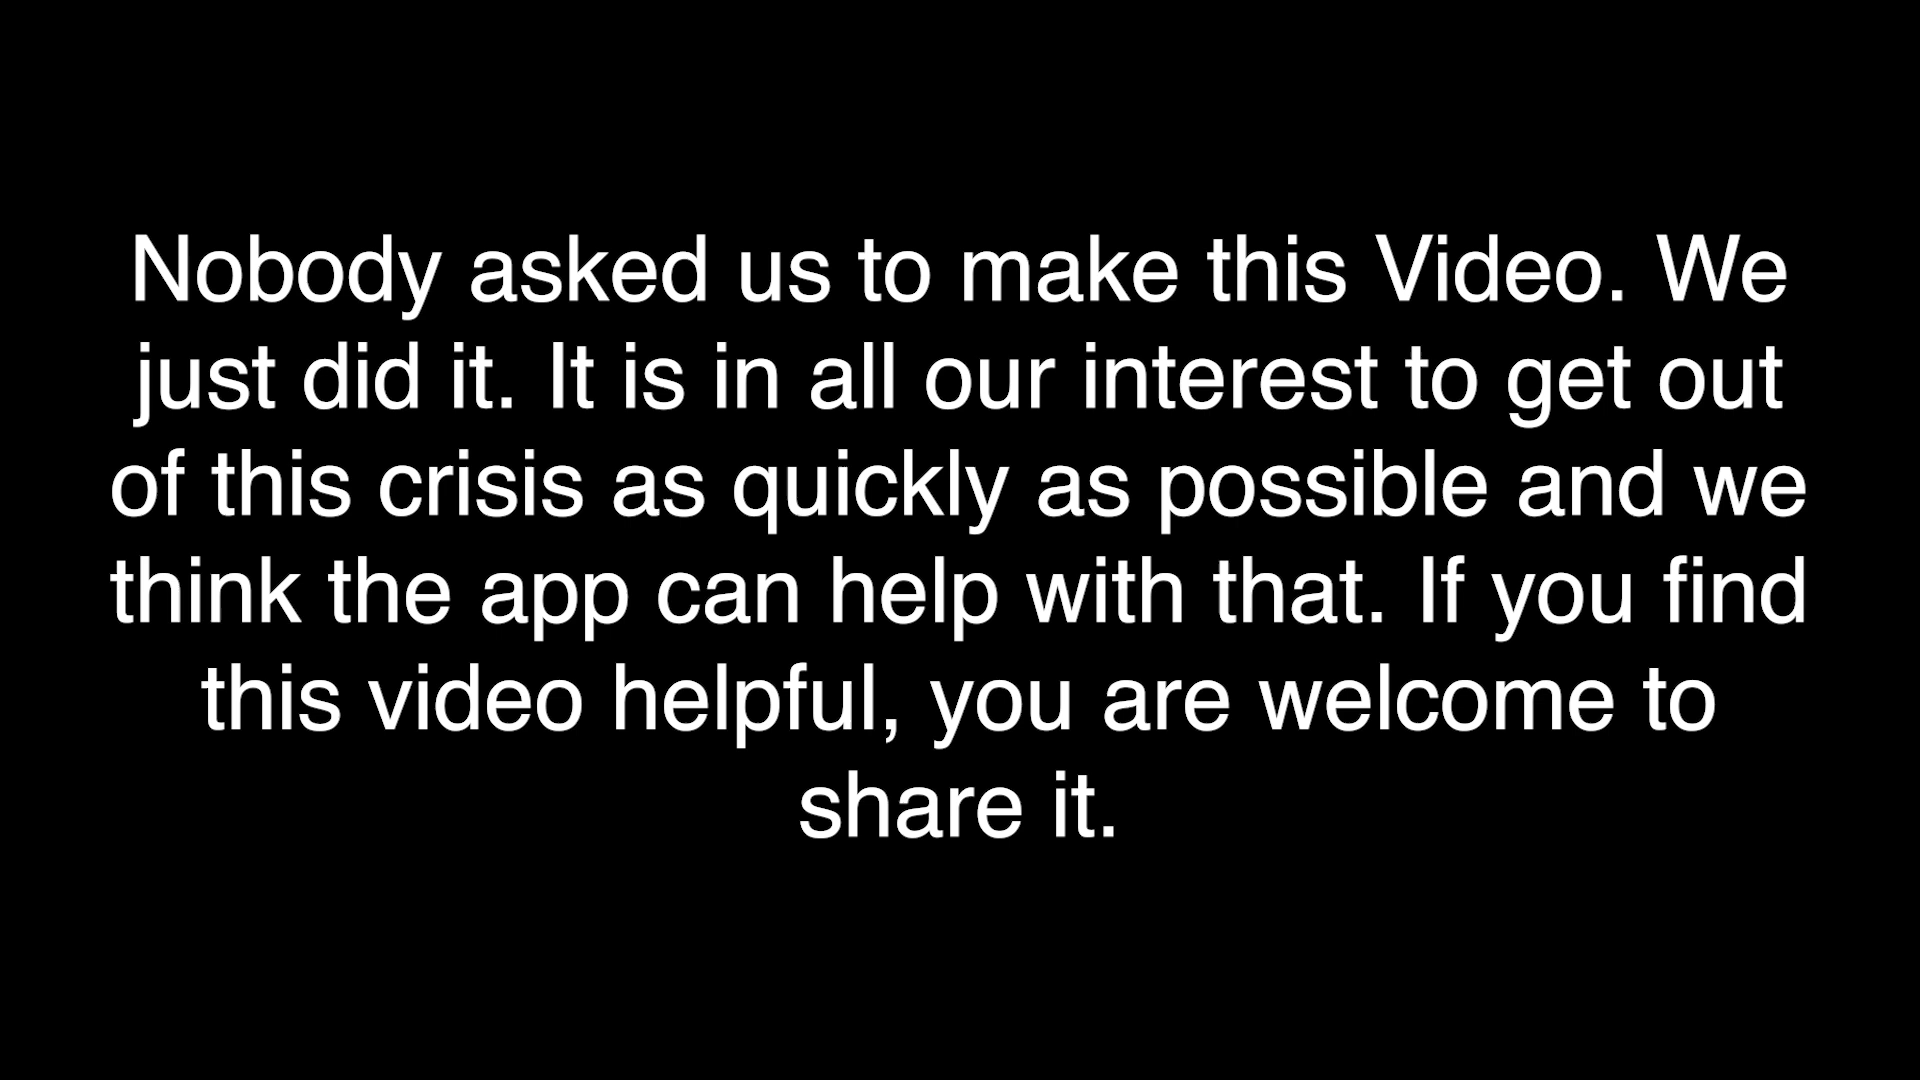 Nobody asked us to make this Video. We
just did it. It is in all our interest to get out
of this crisis as quickly as possible and we
think the app can help with that. If you find
this video helpful, you are welcome to
share it.